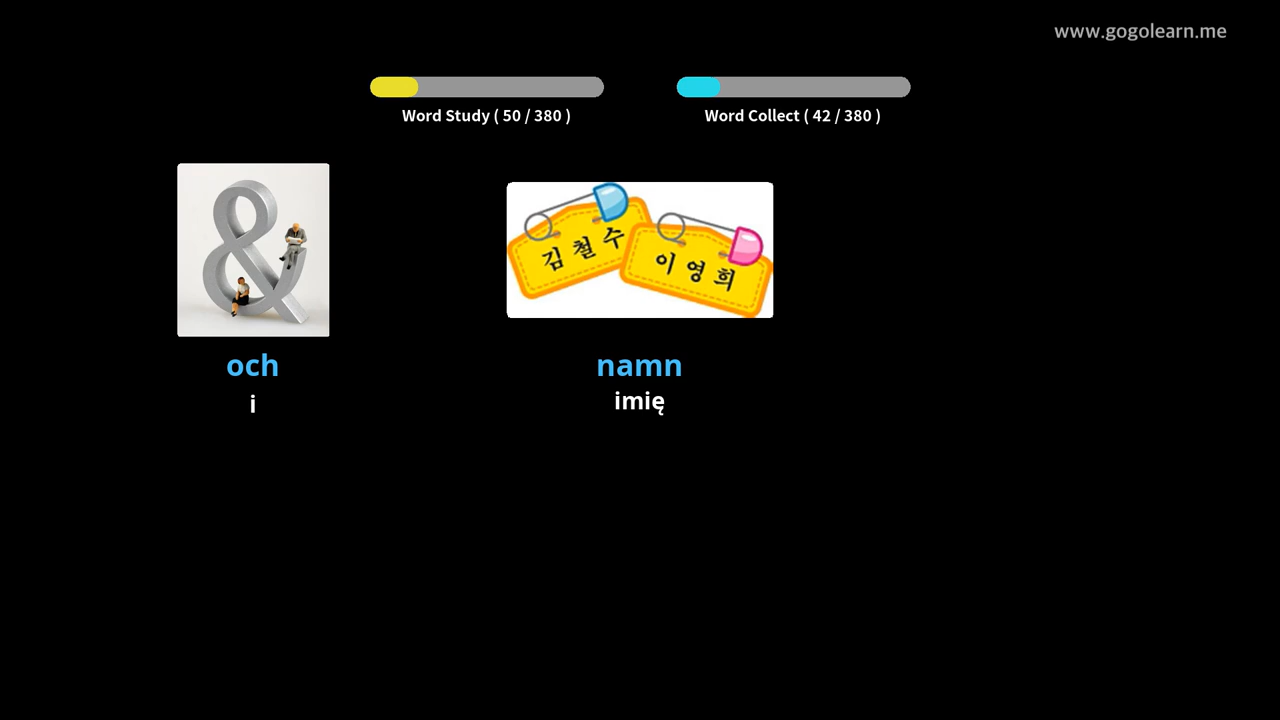 www.gogolearn.me
Word Study ( 50 / 380 )
Word Collect ( 42 / 380 )
&
김철수
이영희
och
namn
i
imię